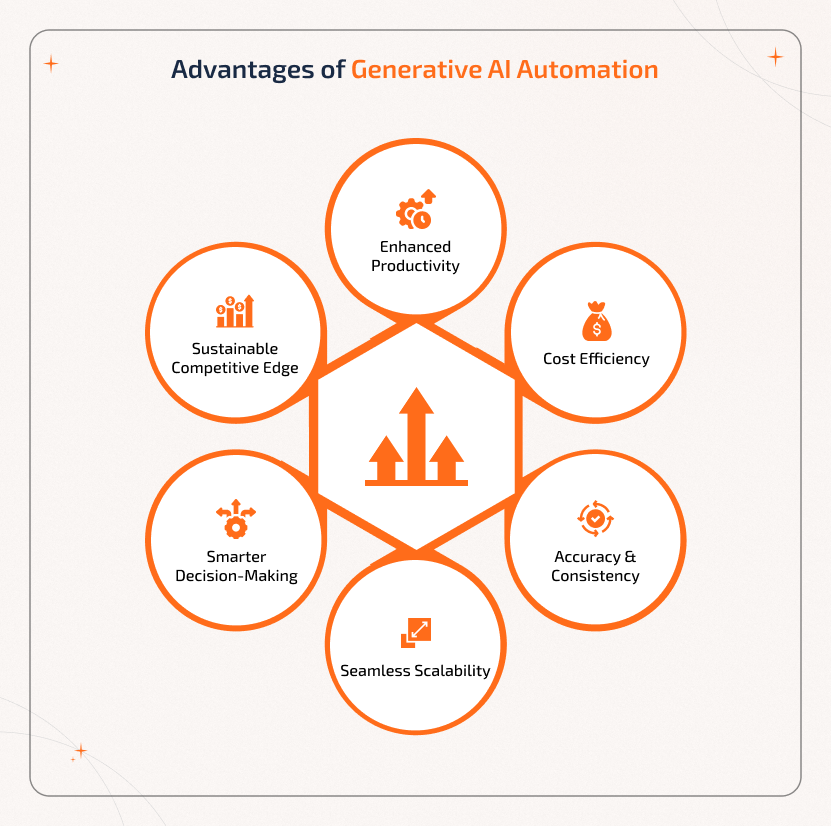 Advantages of Generative AI Automation
Enhanced
Productivity
Cost Efficiency
Accuracy &
Consistency
Seamless Scalability
Smarter
Decision-Making
Sustainable
Competitive Edge